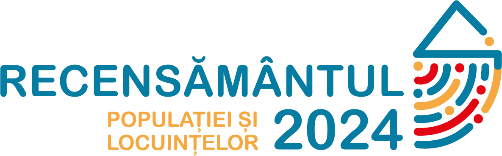 RECENSĂMÂNTUL
POPULAȚIEI ȘI
LOCUINȚELOR
2024